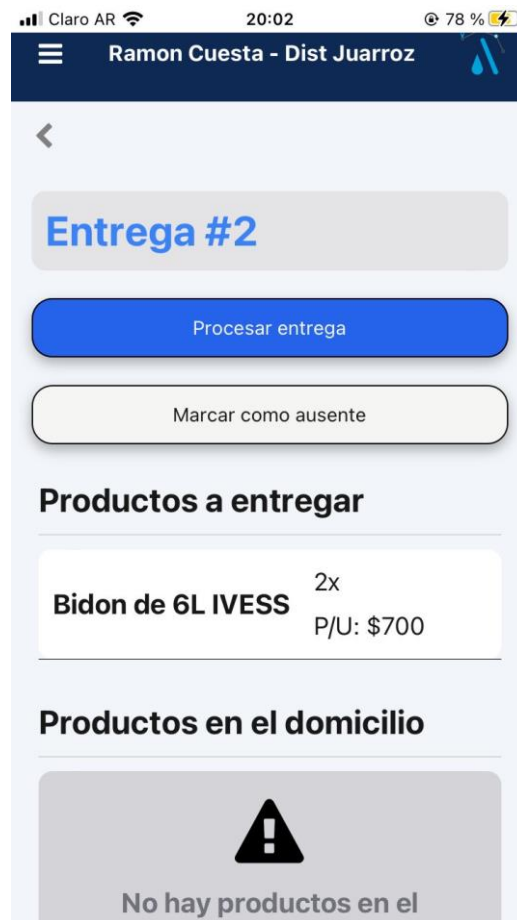 Claro AR 20:02 78 %
Ramon Cuesta - Dist Juarroz
Entrega #2
Procesar entrega
Marcar como ausente
Productos a entregar
Bidon de 6L IVESS
2x
P/U: $700
Productos en el domicilio
No hay productos en el